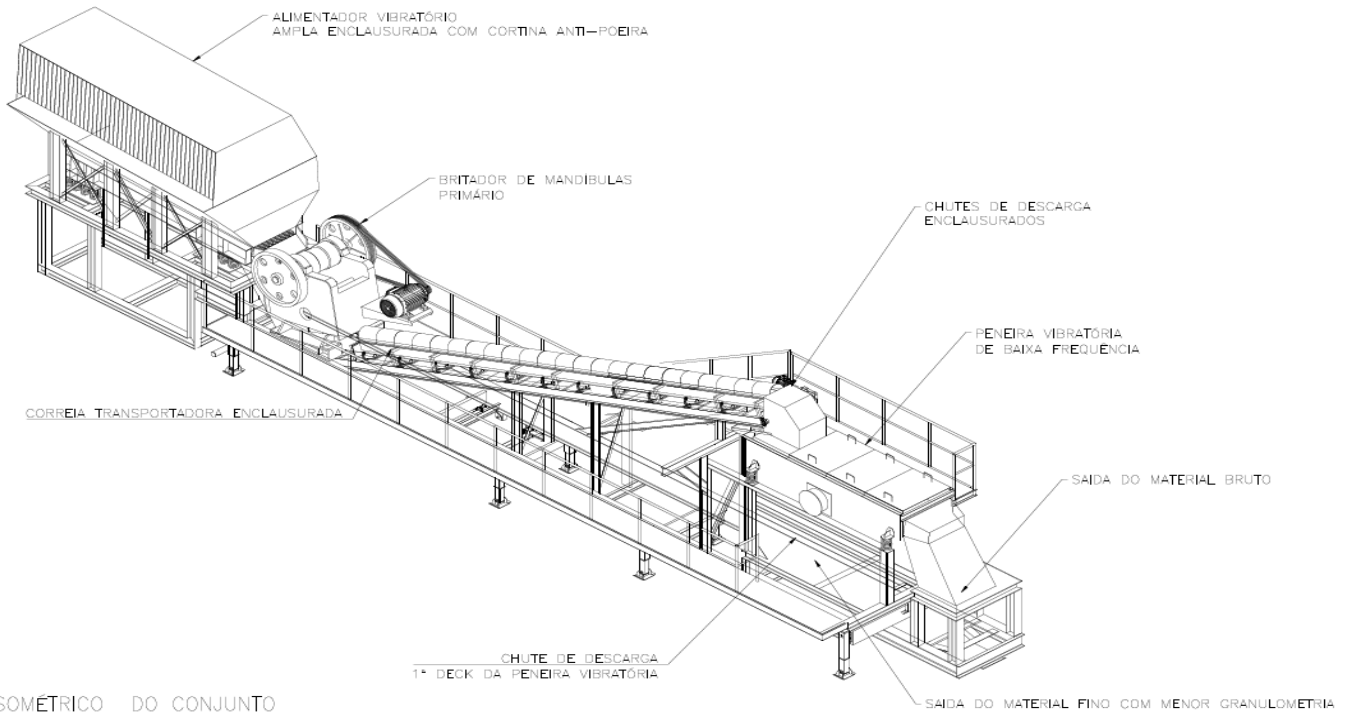 ALIMENTADOR VIBRATÓRIO
AMPLA ENCLAUSURADA COM CORTINA ANTI-POEIRA
BRITADOR DE MANDÍBULAS
PRIMÁRIO
CHUTES DE DESCARGA
ENCLAUSURADOS
PENEIRA VIBRATÓRIA
DE BAIXA FREQUÊNCIA
CORREIA TRANSPORTADORA ENCLAUSURADA
SAIDA DO MATERIAL BRUTO
CHUTE DE DESCARGA
1ª DECK DA PENEIRA VIBRATÓRIA
SAIDA DO MATERIAL FINO COM MENOR GRANULOMETRIA
SOMÉTRICO DO CONJUNTO